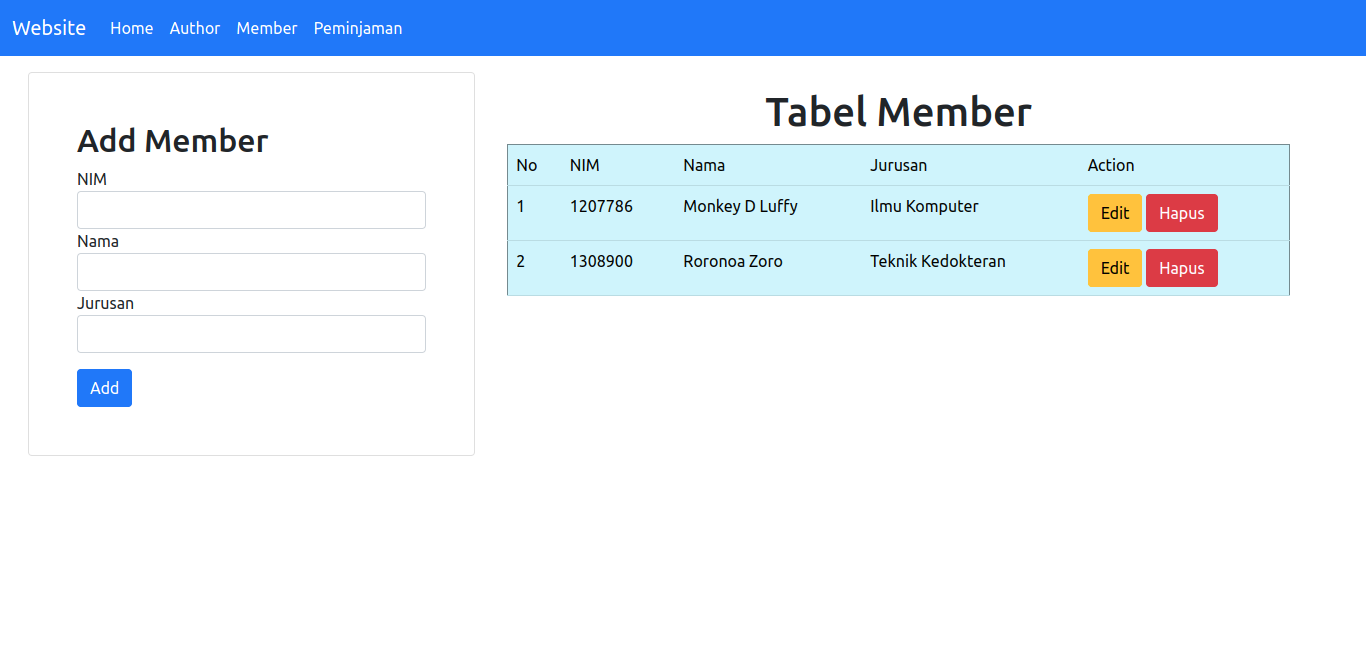 Website Home Author Member Peminjaman
Add Member
NIM
Nama
Jurusan
Add
Tabel Member
No NIM Nama Jurusan Action
1 1207786 Monkey D Luffy Ilmu Komputer Edit Hapus
2 1308900 Roronoa Zoro Teknik Kedokteran Edit Hapus